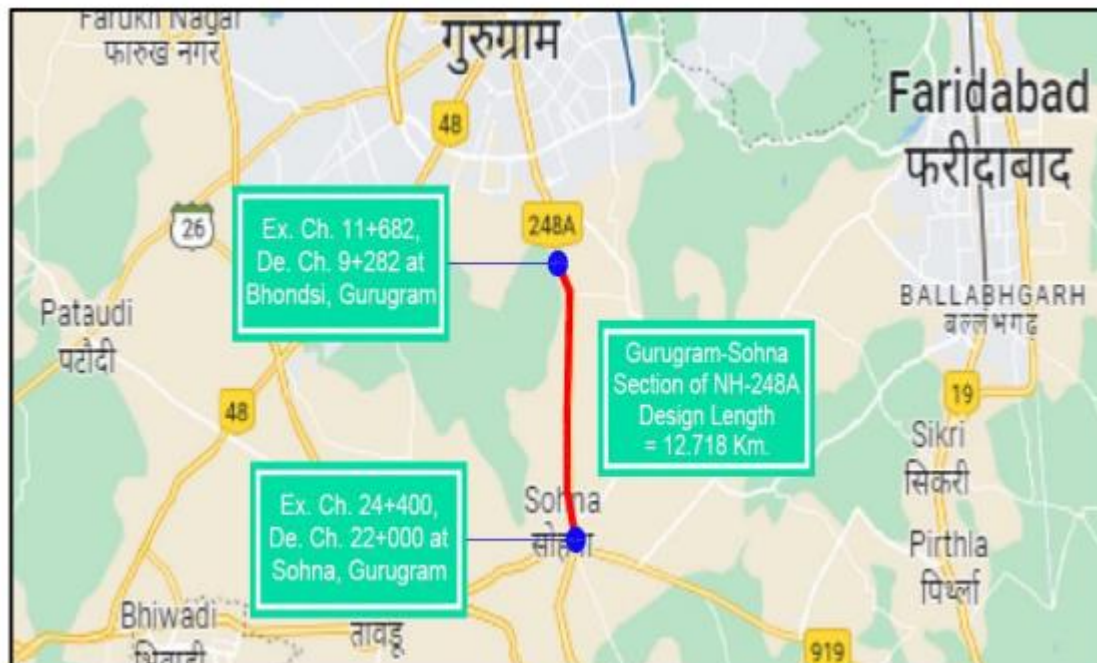 Farukh Nagar
फारुख नगर
गुरुग्राम
48
Faridabad
फरीदाबाद
26
248A
Ex. Ch. 11+682,
De. Ch. 9+282 at
Bhondsi, Gurugram
BALLABHGARH
बल्लभगढ़
Pataudi
पटौदी
Gurugram-Sohna
Section of NH-248A
Design Length
= 12.718 Km.
48
19
Sikri
सिकरी
Ex. Ch. 24+400,
De. Ch. 22+000 at
Sohna, Gurugram
Sohna
सोहना
Pirthla
पिर्थ्ला
Bhiwadi
भिवाड़ी
तावडू
919